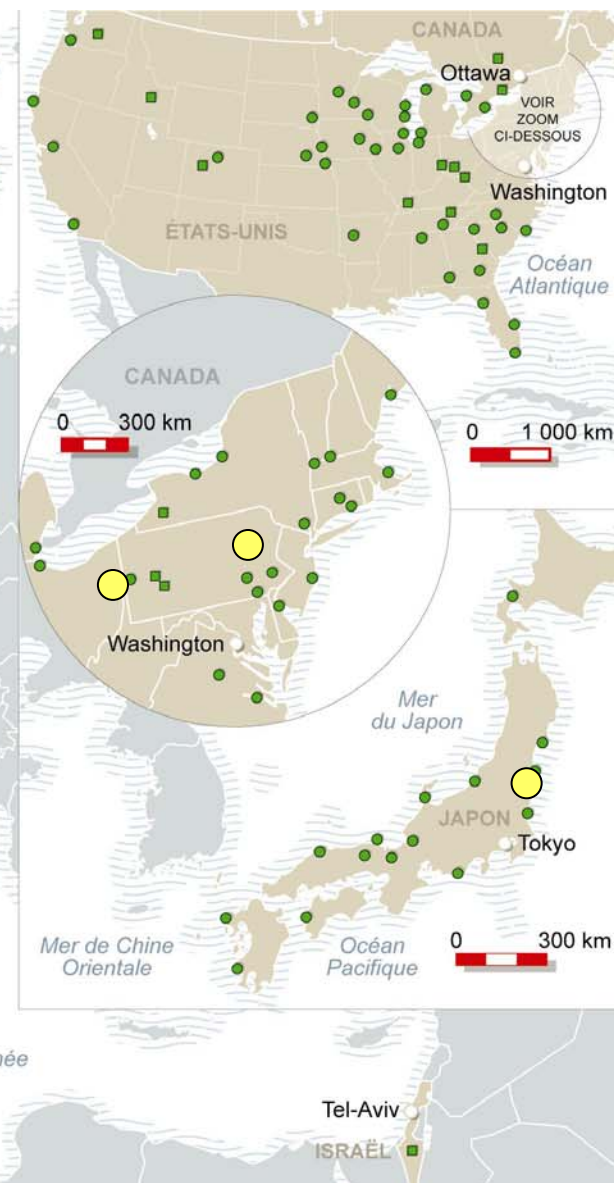 CANADA
Ottawa
VOIR
ZOOM
CI-DESSOUS
Washington
ÉTATS-UNIS
Océan
Atlantique
CANADA
0 300 km
0 1 000 km
Washington
Mer
du Japon
JAPON
Tokyo
Mer de Chine
Orientale
Océan
Pacifique
0 300 km
née
Tel-Aviv
ISRAËL